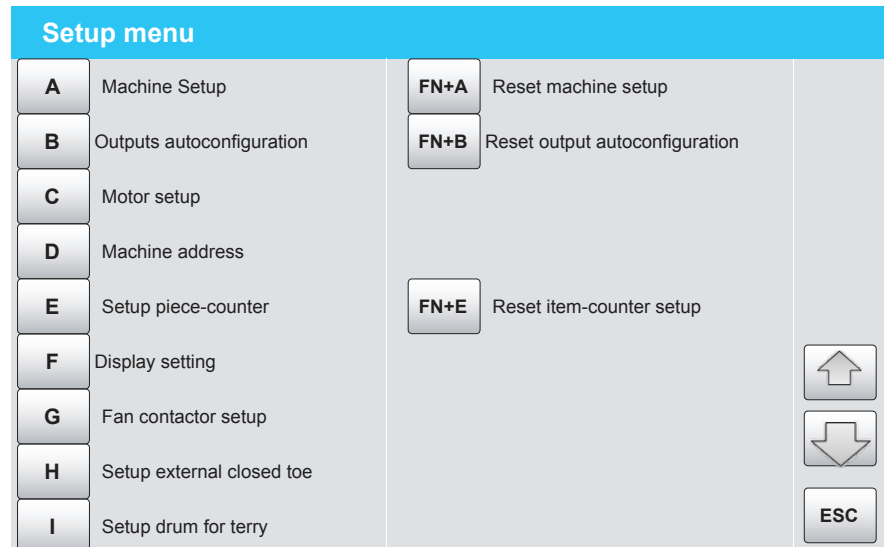 Setup menu
A Machine Setup FN+A Reset machine setup
B Outputs autoconfiguration FN+B Reset output autoconfiguration
C Motor setup
D Machine address
E Setup piece-counter FN+E Reset item-counter setup
F Display setting
G Fan contactor setup
H Setup external closed toe
I Setup drum for terry ESC